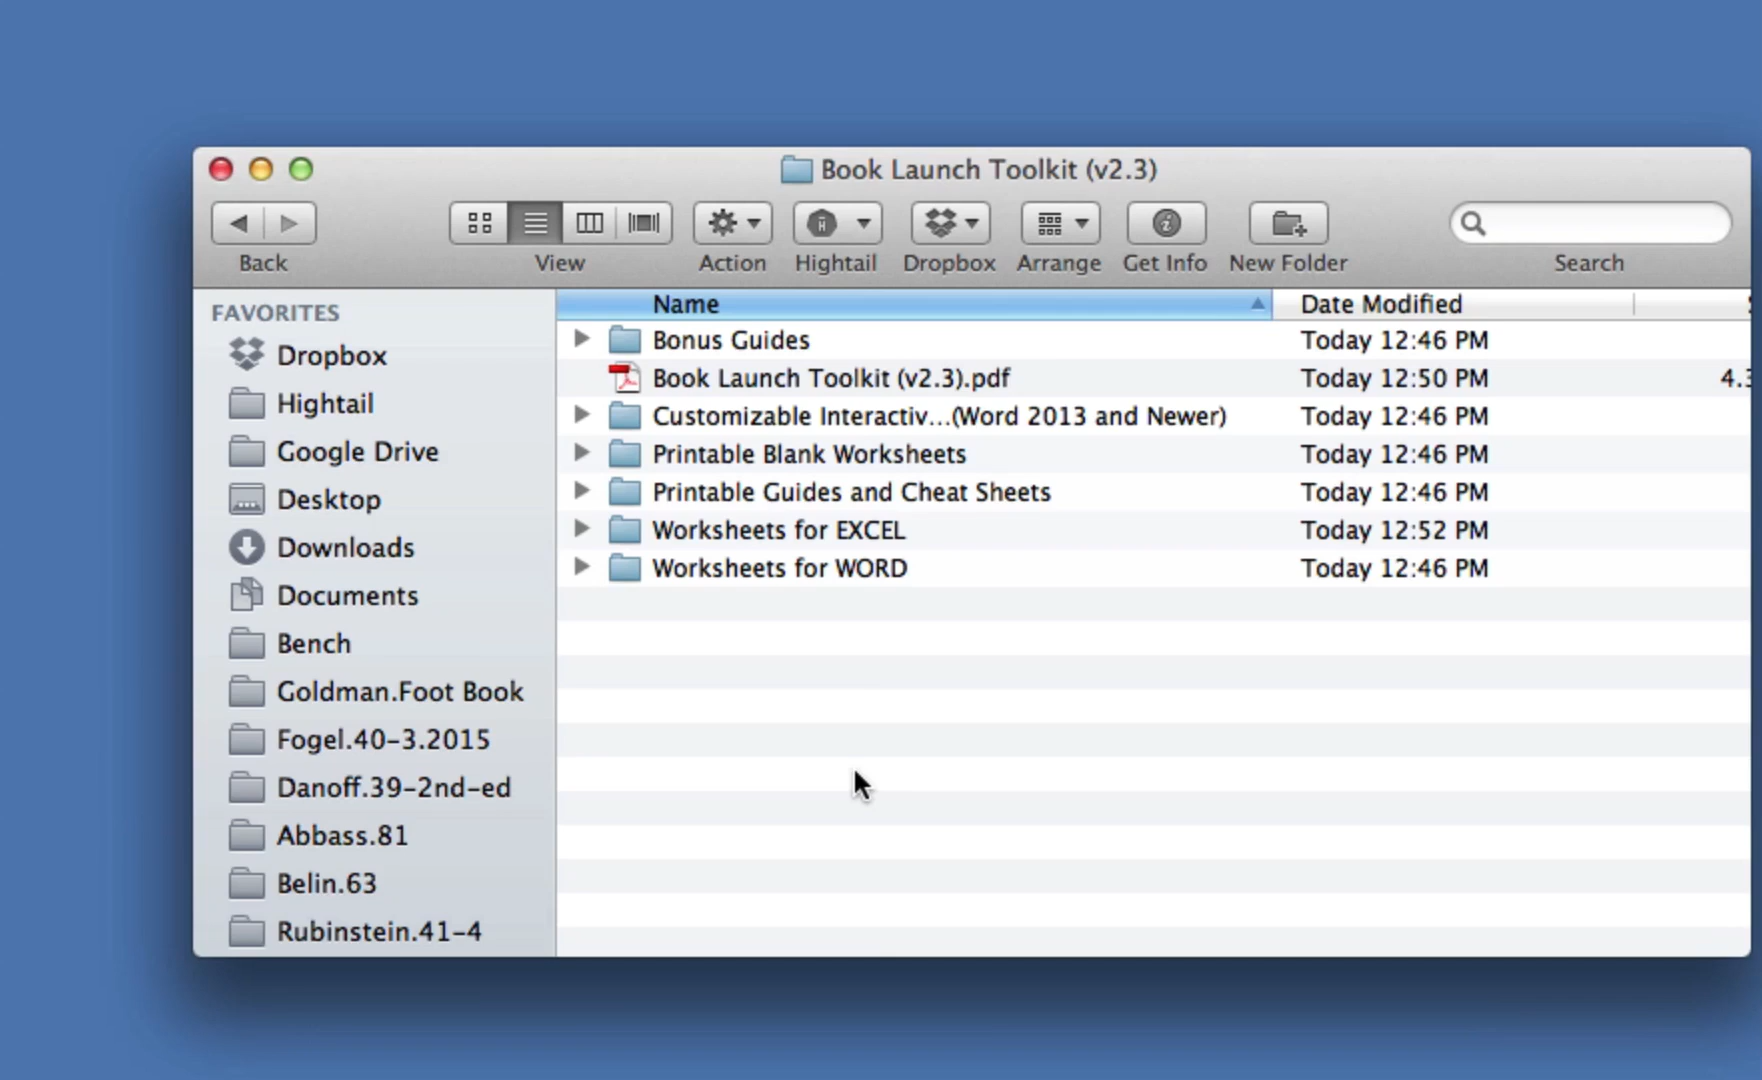 Book Launch Toolkit (v2.3)
Back View Action Hightail Dropbox Arrange Get Info New Folder Search
FAVORITES
Dropbox
Hightail
Google Drive
Desktop
Downloads
Documents
Bench
Goldman.Foot Book
Fogel.40-3.2015
Danoff.39-2nd-ed
Abbass.81
Belin.63
Rubinstein.41-4
Name Date Modified
Bonus Guides Today 12:46 PM
Book Launch Toolkit (v2.3).pdf Today 12:50 PM
Customizable Interactiv...(Word 2013 and Newer) Today 12:46 PM
Printable Blank Worksheets Today 12:46 PM
Printable Guides and Cheat Sheets Today 12:46 PM
Worksheets for EXCEL Today 12:52 PM
Worksheets for WORD Today 12:46 PM